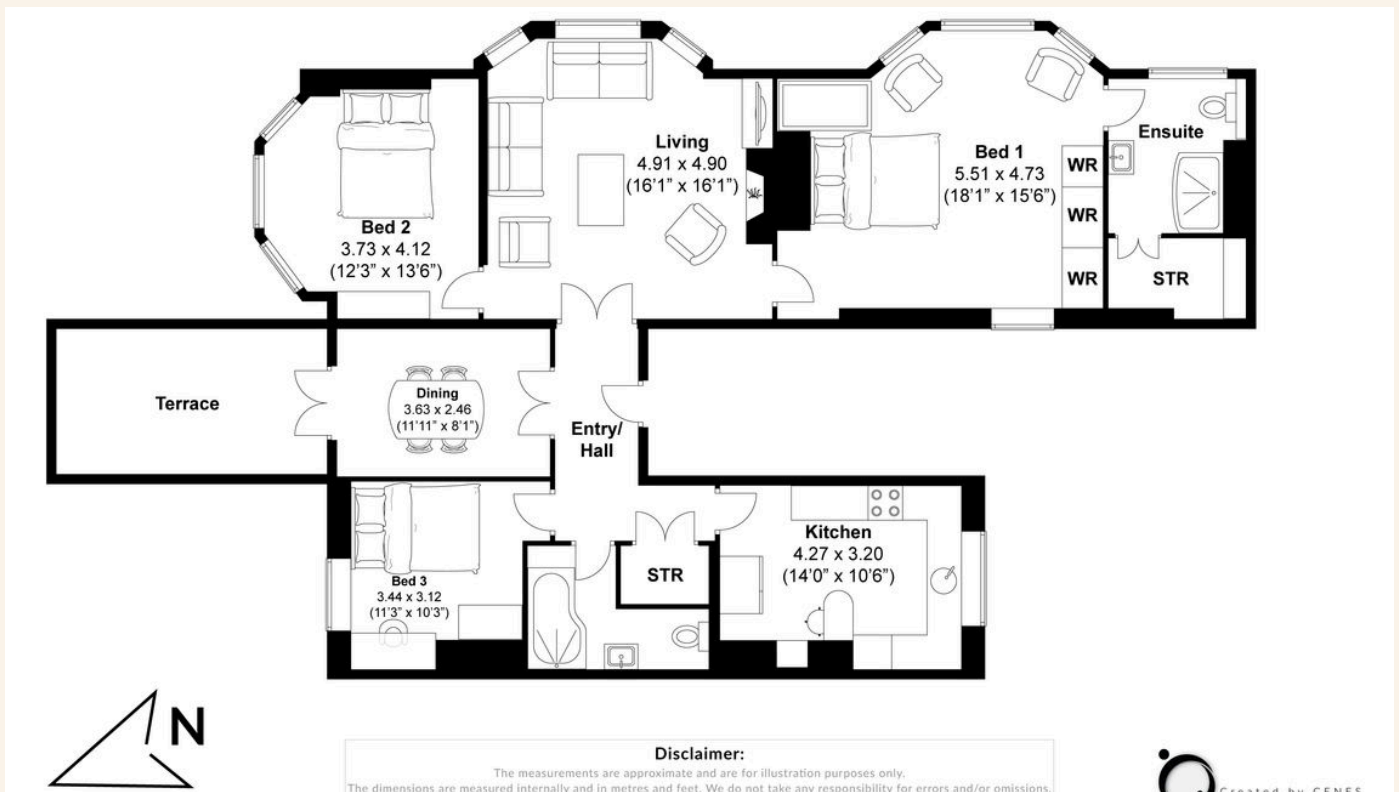 Living
4.91 x 4.90
(16'1" x 16'1")
Bed 1
5.51 x 4.73
(18'1" x 15'6")
WR
WR
WR
Ensuite
STR
Bed 2
3.73 x 4.12
(12'3" x 13'6")
Terrace
Dining
3.63 x 2.46
(11'11" x 8'1")
Entry/
Hall
Bed 3
3.44 x 3.12
(11'3" x 10'3")
STR
Kitchen
4.27 x 3.20
(14'0" x 10'6")
N
Disclaimer:
The measurements are approximate and are for illustration purposes only.
The dimensions are measured internally and in metres and feet. We do not take any responsibility for errors and/or omissions.
Created by CENES